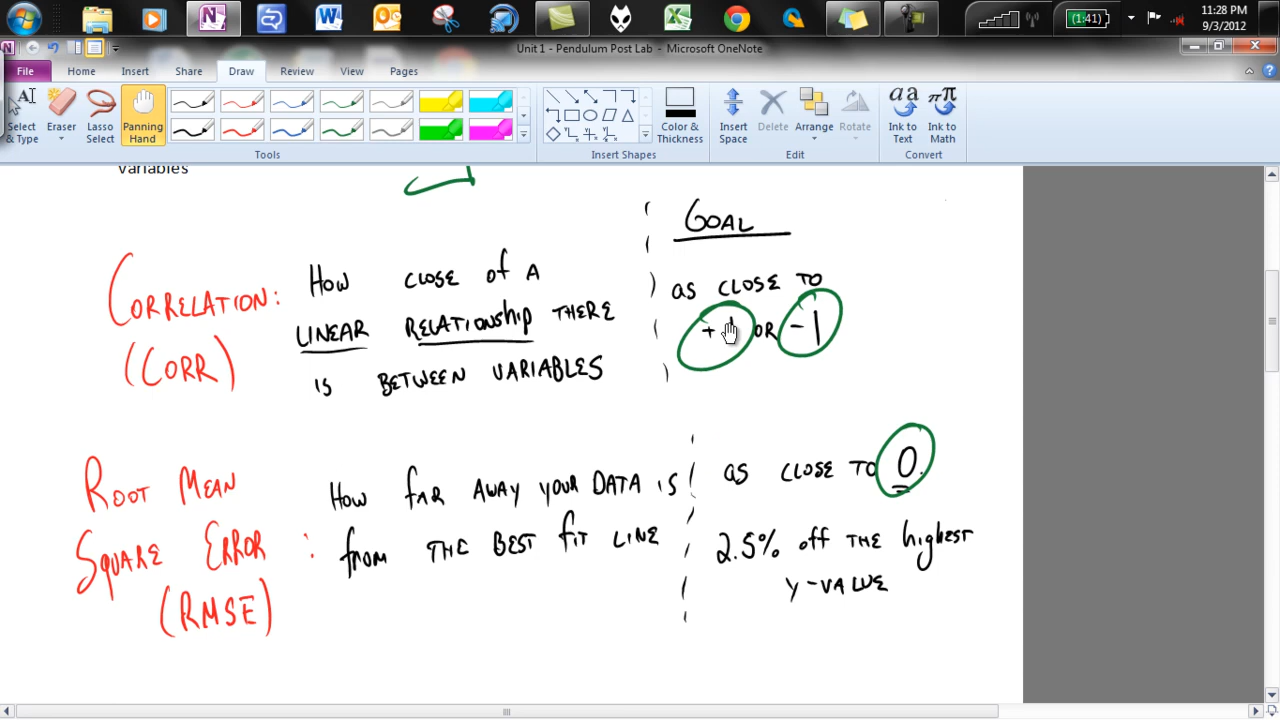 11:28 PM
(1:41)
9/3/2012
Unit 1 - Pendulum Post Lab - Microsoft OneNote
File Home Insert Share Draw Review View Pages
Select & Type
Eraser
Lasso Select
Panning Hand
Color & Thickness
Insert Space
Delete
Arrange
Rotate
Ink to Text
Ink to Math
Tools
Insert Shapes
Edit
Convert
variables
GOAL
CORRELATION:
(CORR)
HOW CLOSE OF A
LINEAR RELATIONSHIP THERE
IS BETWEEN VARIABLES
AS CLOSE TO
+1 OR -1
ROOT MEAN
SQUARE ERROR :
(RMSE)
HOW FAR AWAY YOUR DATA IS
FROM THE BEST FIT LINE
AS CLOSE TO 0.
2.5% OFF THE HIGHEST
Y-VALUE